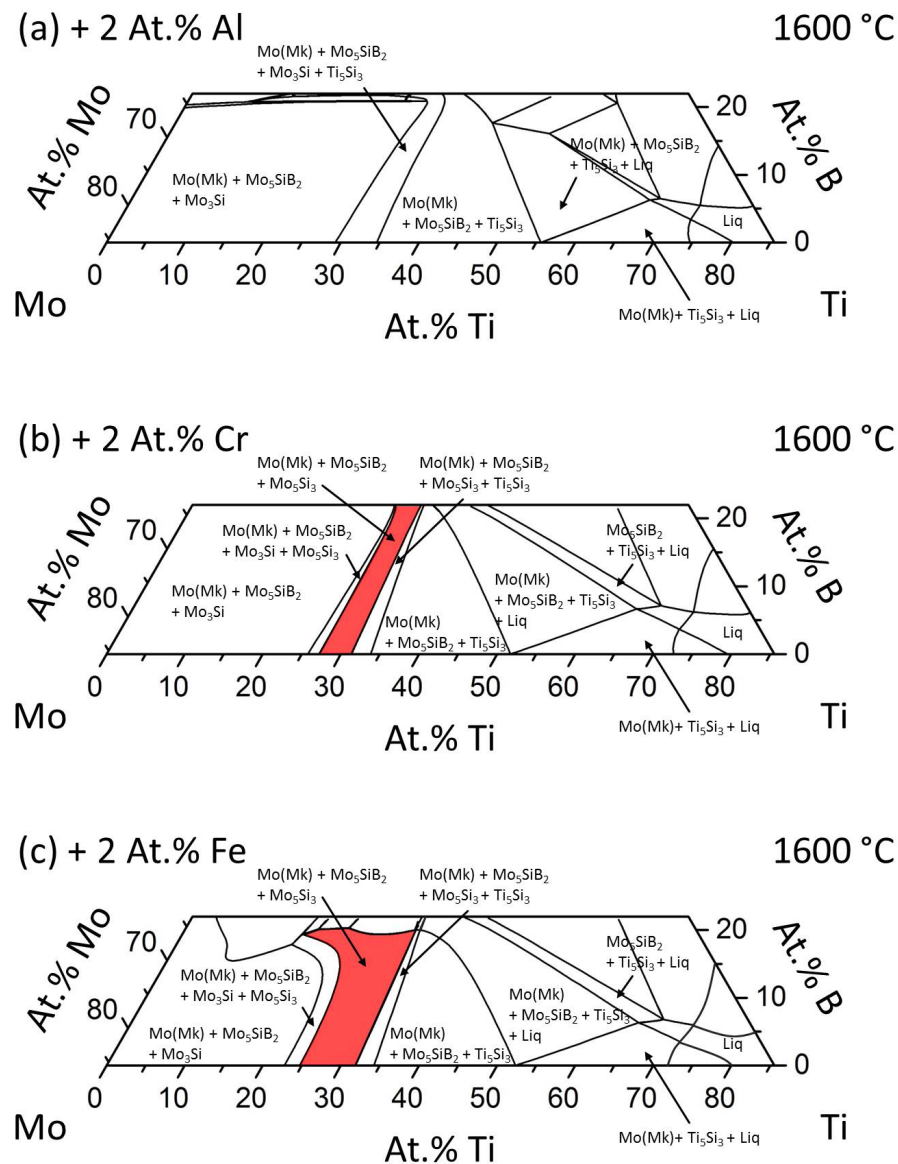 (a) + 2 At.% Al
1600 °C
Mo(Mk) + Mo₅SiB₂
+ Mo₃Si + Ti₅Si₃
At.% Mo
70
80
20
10
0
At.% B
Mo(Mk) + Mo₅SiB₂
+ Mo₃Si
Mo(Mk)
+ Mo₅SiB₂ + Ti₅Si₃
Mo(Mk) + Mo₅SiB₂
+ Ti₅Si₃ + Liq
Liq
0 10 20 30 40 50 60 70 80
Mo
At.% Ti
Ti
Mo(Mk)+ Ti₅Si₃ + Liq
(b) + 2 At.% Cr
1600 °C
Mo(Mk) + Mo₅SiB₂
+ Mo₅Si₃
Mo(Mk) + Mo₅SiB₂
+ Mo₅Si₃ + Ti₅Si₃
At.% Mo
70
80
20
10
0
At.% B
Mo(Mk) + Mo₅SiB₂
+ Mo₃Si + Mo₅Si₃
Mo(Mk) + Mo₅SiB₂
+ Mo₃Si
Mo(Mk)
+ Mo₅SiB₂ + Ti₅Si₃
Mo(Mk)
+ Mo₅SiB₂ + Ti₅Si₃
+ Liq
Mo₅SiB₂
+ Ti₅Si₃ + Liq
Liq
0 10 20 30 40 50 60 70 80
Mo
At.% Ti
Ti
Mo(Mk)+ Ti₅Si₃ + Liq
(c) + 2 At.% Fe
1600 °C
Mo(Mk) + Mo₅SiB₂
+ Mo₅Si₃
Mo(Mk) + Mo₅SiB₂
+ Mo₅Si₃ + Ti₅Si₃
At.% Mo
70
80
20
10
0
At.% B
Mo(Mk) + Mo₅SiB₂
+ Mo₃Si + Mo₅Si₃
Mo(Mk) + Mo₅SiB₂
+ Mo₃Si
Mo(Mk)
+ Mo₅SiB₂ + Ti₅Si₃
Mo(Mk)
+ Mo₅SiB₂ + Ti₅Si₃
+ Liq
Mo₅SiB₂
+ Ti₅Si₃ + Liq
Liq
0 10 20 30 40 50 60 70 80
Mo
At.% Ti
Ti
Mo(Mk)+ Ti₅Si₃ + Liq